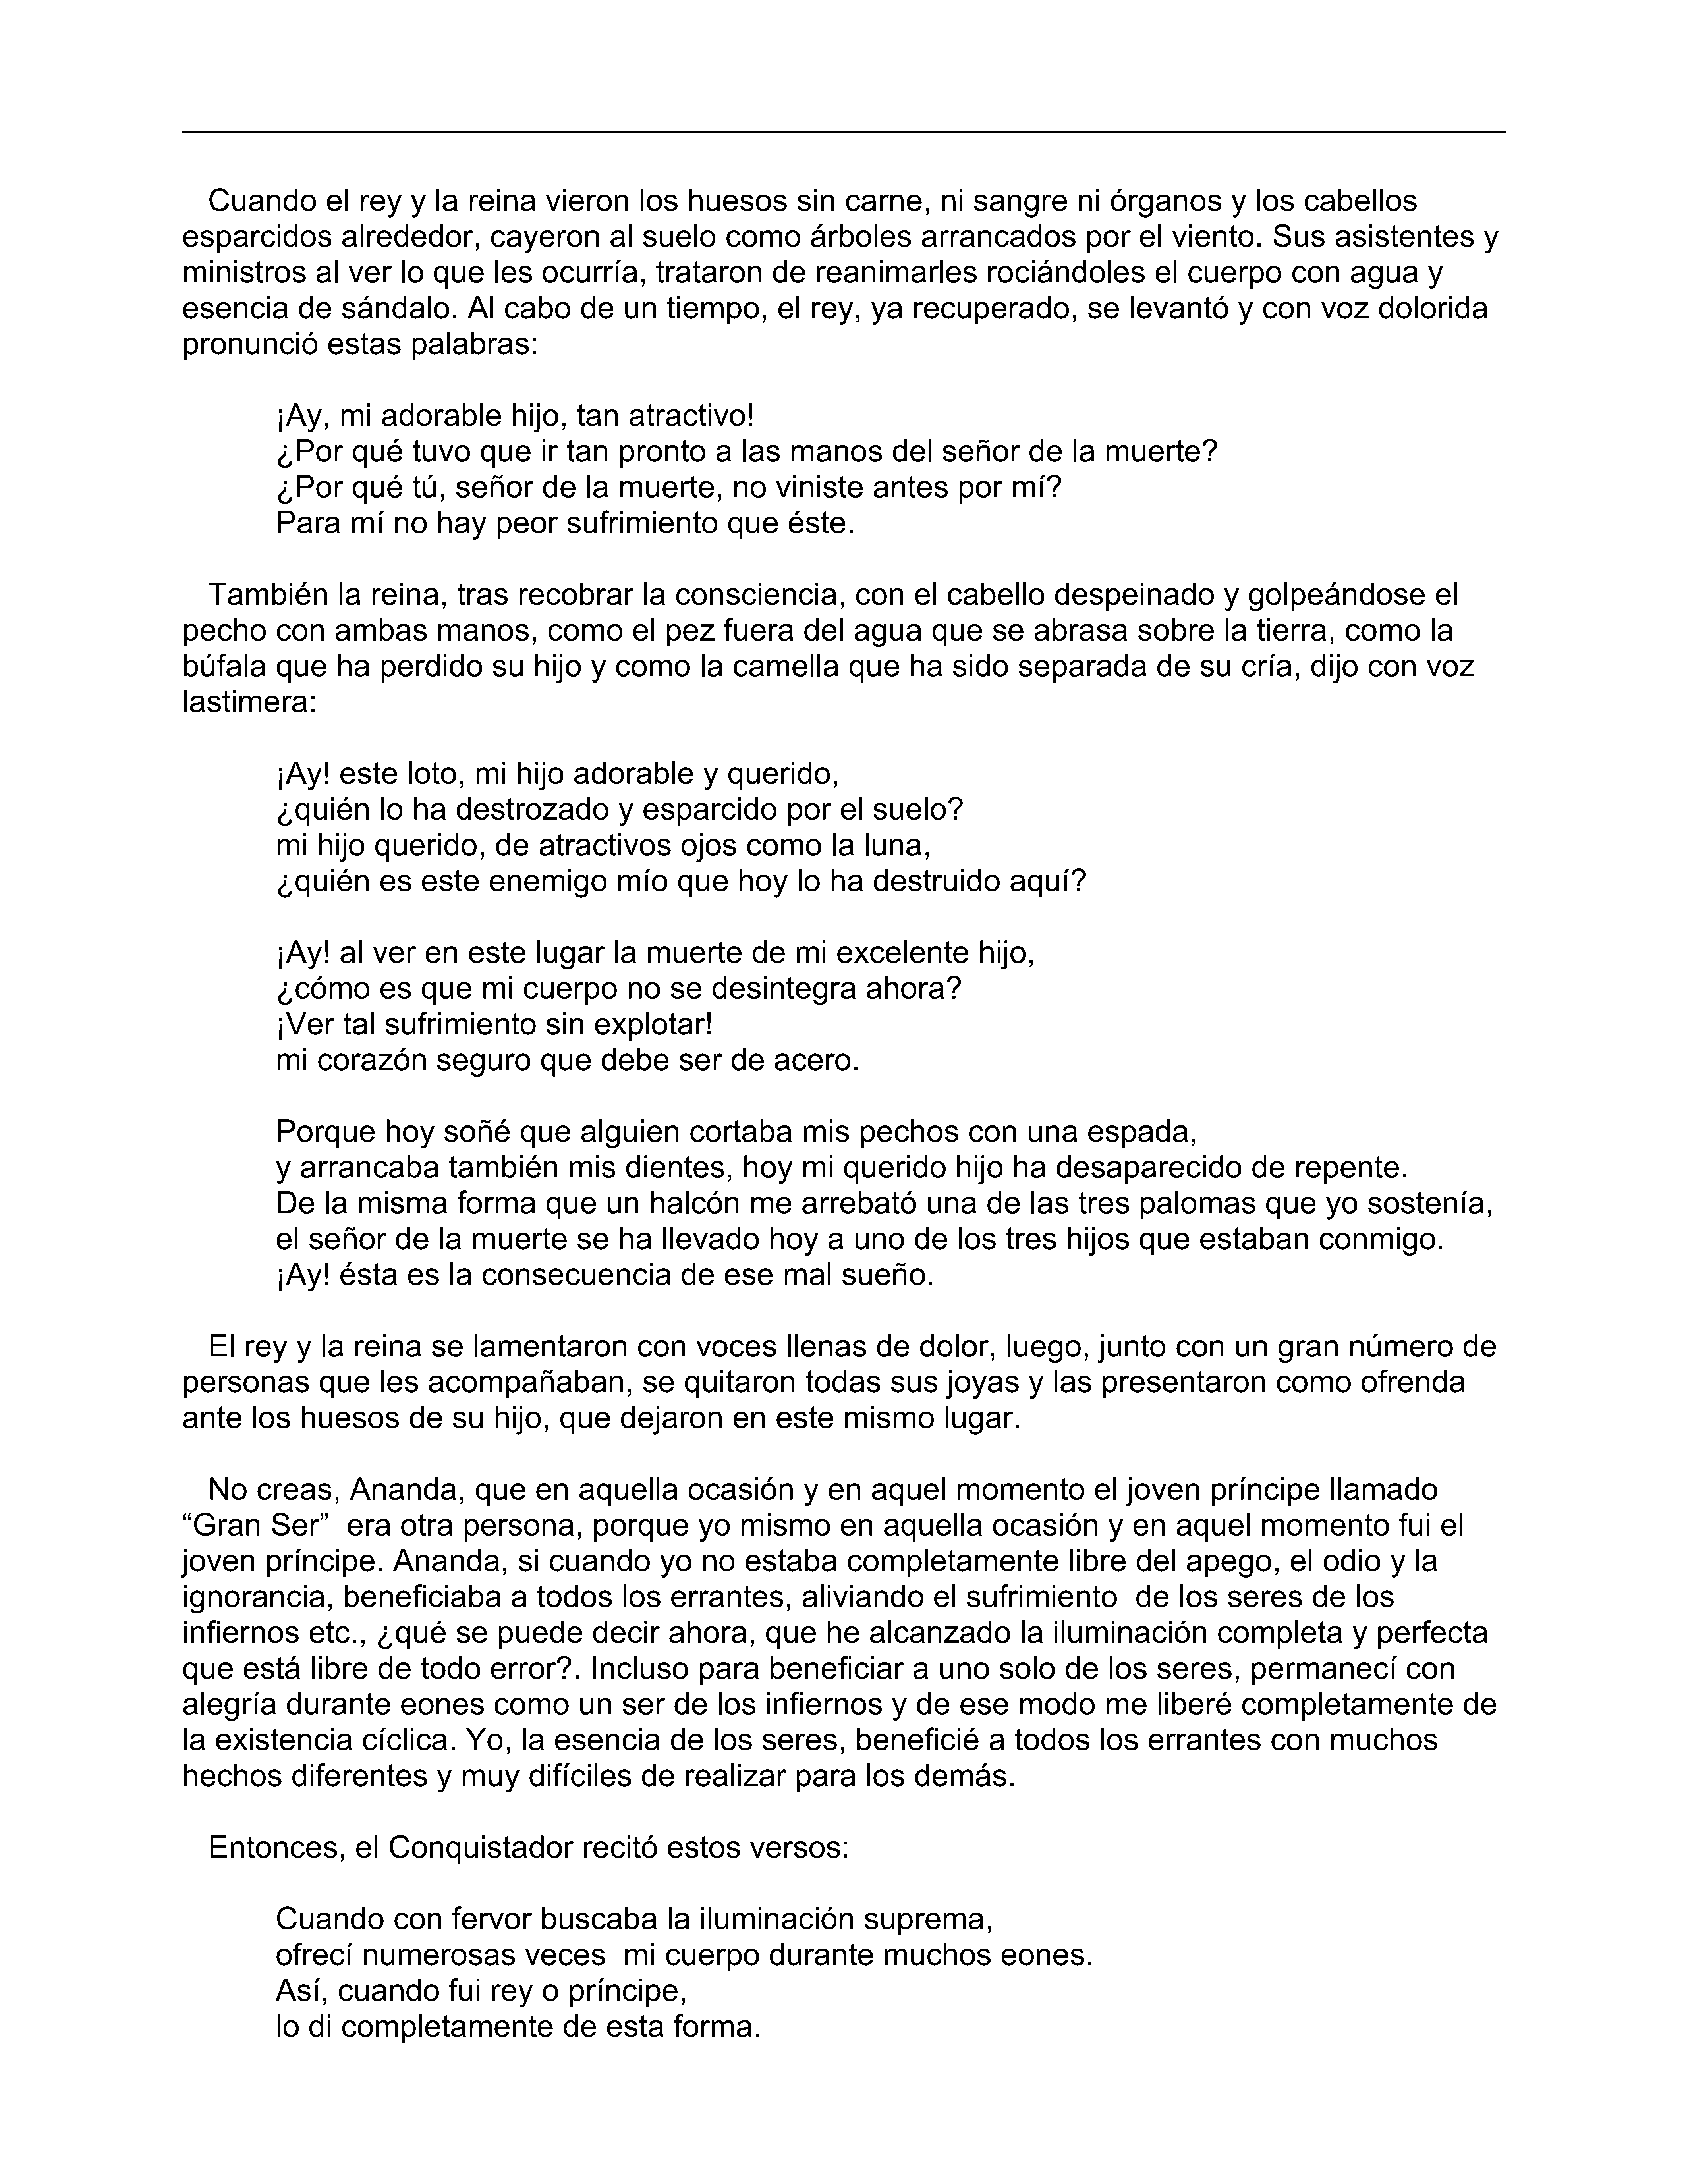 Cuando el rey y la reina vieron los huesos sin carne, ni sangre ni órganos y los cabellos
esparcidos alrededor, cayeron al suelo como árboles arrancados por el viento. Sus asistentes y
ministros al ver lo que les ocurría, trataron de reanimarles rociándoles el cuerpo con agua y
esencia de sándalo. Al cabo de un tiempo, el rey, ya recuperado, se levantó y con voz dolorida
pronunció estas palabras:

¡Ay, mi adorable hijo, tan atractivo!
¿Por qué tuvo que ir tan pronto a las manos del señor de la muerte?
¿Por qué tú, señor de la muerte, no viniste antes por mí?
Para mí no hay peor sufrimiento que éste.

También la reina, tras recobrar la consciencia, con el cabello despeinado y golpeándose el
pecho con ambas manos, como el pez fuera del agua que se abrasa sobre la tierra, como la
búfala que ha perdido su hijo y como la camella que ha sido separada de su cría, dijo con voz
lastimera:

¡Ay! este loto, mi hijo adorable y querido,
¿quién lo ha destrozado y esparcido por el suelo?
mi hijo querido, de atractivos ojos como la luna,
¿quién es este enemigo mío que hoy lo ha destruido aquí?

¡Ay! al ver en este lugar la muerte de mi excelente hijo,
¿cómo es que mi cuerpo no se desintegra ahora?
¡Ver tal sufrimiento sin explotar!
mi corazón seguro que debe ser de acero.

Porque hoy soñé que alguien cortaba mis pechos con una espada,
y arrancaba también mis dientes, hoy mi querido hijo ha desaparecido de repente.
De la misma forma que un halcón me arrebató una de las tres palomas que yo sostenía,
el señor de la muerte se ha llevado hoy a uno de los tres hijos que estaban conmigo.
¡Ay! ésta es la consecuencia de ese mal sueño.

El rey y la reina se lamentaron con voces llenas de dolor, luego, junto con un gran número de
personas que les acompañaban, se quitaron todas sus joyas y las presentaron como ofrenda
ante los huesos de su hijo, que dejaron en este mismo lugar.

No creas, Ananda, que en aquella ocasión y en aquel momento el joven príncipe llamado
“Gran Ser”  era otra persona, porque yo mismo en aquella ocasión y en aquel momento fui el
joven príncipe. Ananda, si cuando yo no estaba completamente libre del apego, el odio y la
ignorancia, beneficiaba a todos los errantes, aliviando el sufrimiento  de los seres de los
infiernos etc., ¿qué se puede decir ahora, que he alcanzado la iluminación completa y perfecta
que está libre de todo error?. Incluso para beneficiar a uno solo de los seres, permanecí con
alegría durante eones como un ser de los infiernos y de ese modo me liberé completamente de
la existencia cíclica. Yo, la esencia de los seres, beneficié a todos los errantes con muchos
hechos diferentes y muy difíciles de realizar para los demás.

Entonces, el Conquistador recitó estos versos:

Cuando con fervor buscaba la iluminación suprema,
ofrecí numerosas veces  mi cuerpo durante muchos eones.
Así, cuando fui rey o príncipe,
lo di completamente de esta forma.